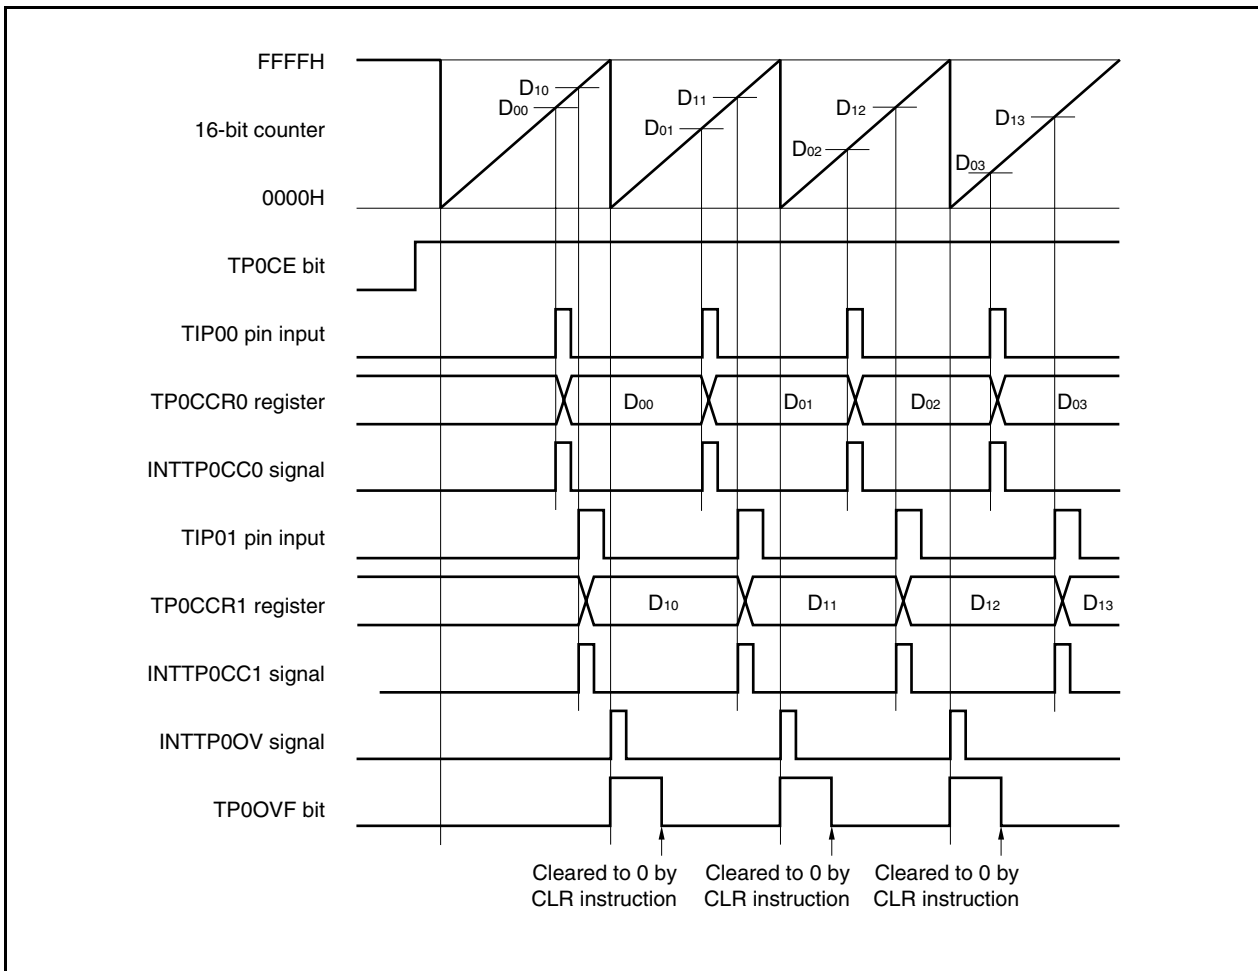 FFFFH
D10
D00
D11
D01
D12
D02
D13
D03
16-bit counter
0000H
TP0CE bit
TIP00 pin input
TP0CCR0 register
D00
D01
D02
D03
INTTP0CC0 signal
TIP01 pin input
TP0CCR1 register
D10
D11
D12
D13
INTTP0CC1 signal
INTTP0OV signal
TP0OVF bit
Cleared to 0 by
CLR instruction
Cleared to 0 by
CLR instruction
Cleared to 0 by
CLR instruction